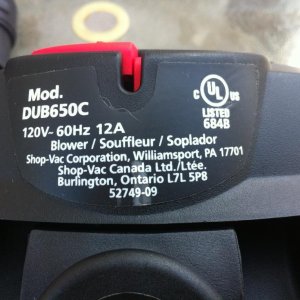 Mod.
DUB650C
120V~ 60Hz 12A
C UL US
LISTED
684B
Blower / Souffleur / Soplador
Shop-Vac Corporation, Williamsport, PA 17701
Shop-Vac Canada Ltd./Ltée.
Burlington, Ontario L7L 5P8
52749-09